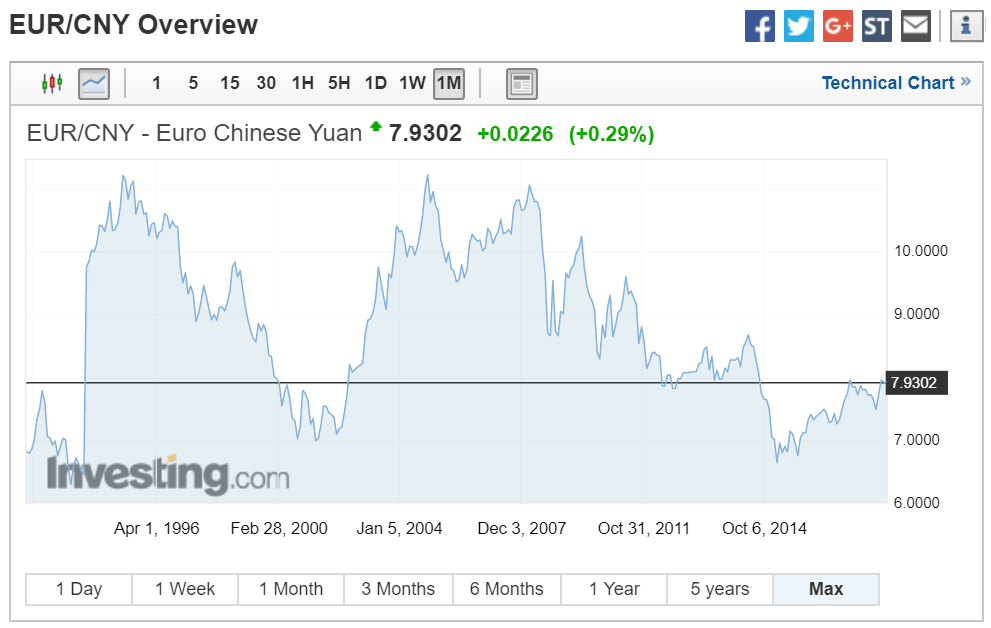 EUR/CNY Overview
f G+ ST i
1 5 15 30 1H 5H 1D 1W 1M Technical Chart »
EUR/CNY - Euro Chinese Yuan 7.9302 +0.0226 (+0.29%)
10.0000
9.0000
7.9302
7.0000
Investing.com
6.0000
Apr 1, 1996 Feb 28, 2000 Jan 5, 2004 Dec 3, 2007 Oct 31, 2011 Oct 6, 2014
1 Day 1 Week 1 Month 3 Months 6 Months 1 Year 5 years Max